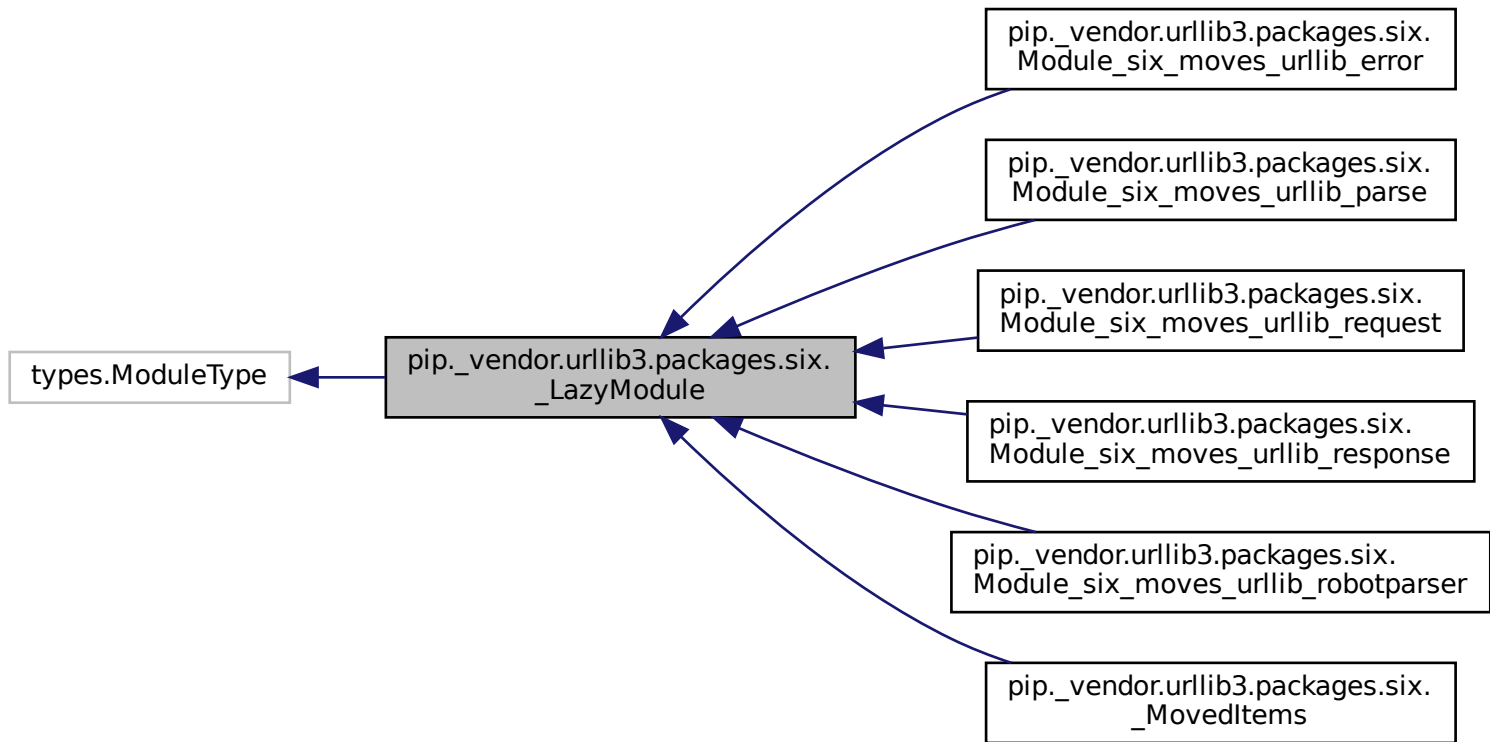 pip._vendor.urllib3.packages.six.
Module_six_moves_urllib_error
pip._vendor.urllib3.packages.six.
Module_six_moves_urllib_parse
pip._vendor.urllib3.packages.six.
Module_six_moves_urllib_request
types.ModuleType
pip._vendor.urllib3.packages.six.
_LazyModule
pip._vendor.urllib3.packages.six.
Module_six_moves_urllib_response
pip._vendor.urllib3.packages.six.
Module_six_moves_urllib_robotparser
pip._vendor.urllib3.packages.six.
_MovedItems